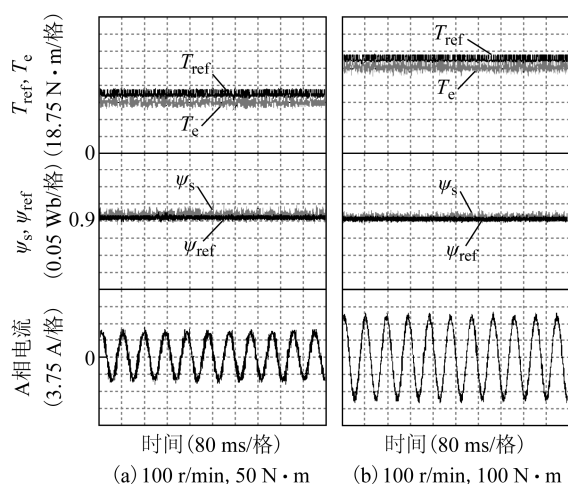 T_ref, T_e
(18.75 N·m/格)
T_ref
T_e
0
ψ_s, ψ_ref
(0.05 Wb/格)
0.9
ψ_s
ψ_ref
A相电流
(3.75 A/格)
0
时间(80 ms/格)
(a) 100 r/min, 50 N·m
T_ref
T_e
ψ_s
ψ_ref
时间(80 ms/格)
(b) 100 r/min, 100 N·m